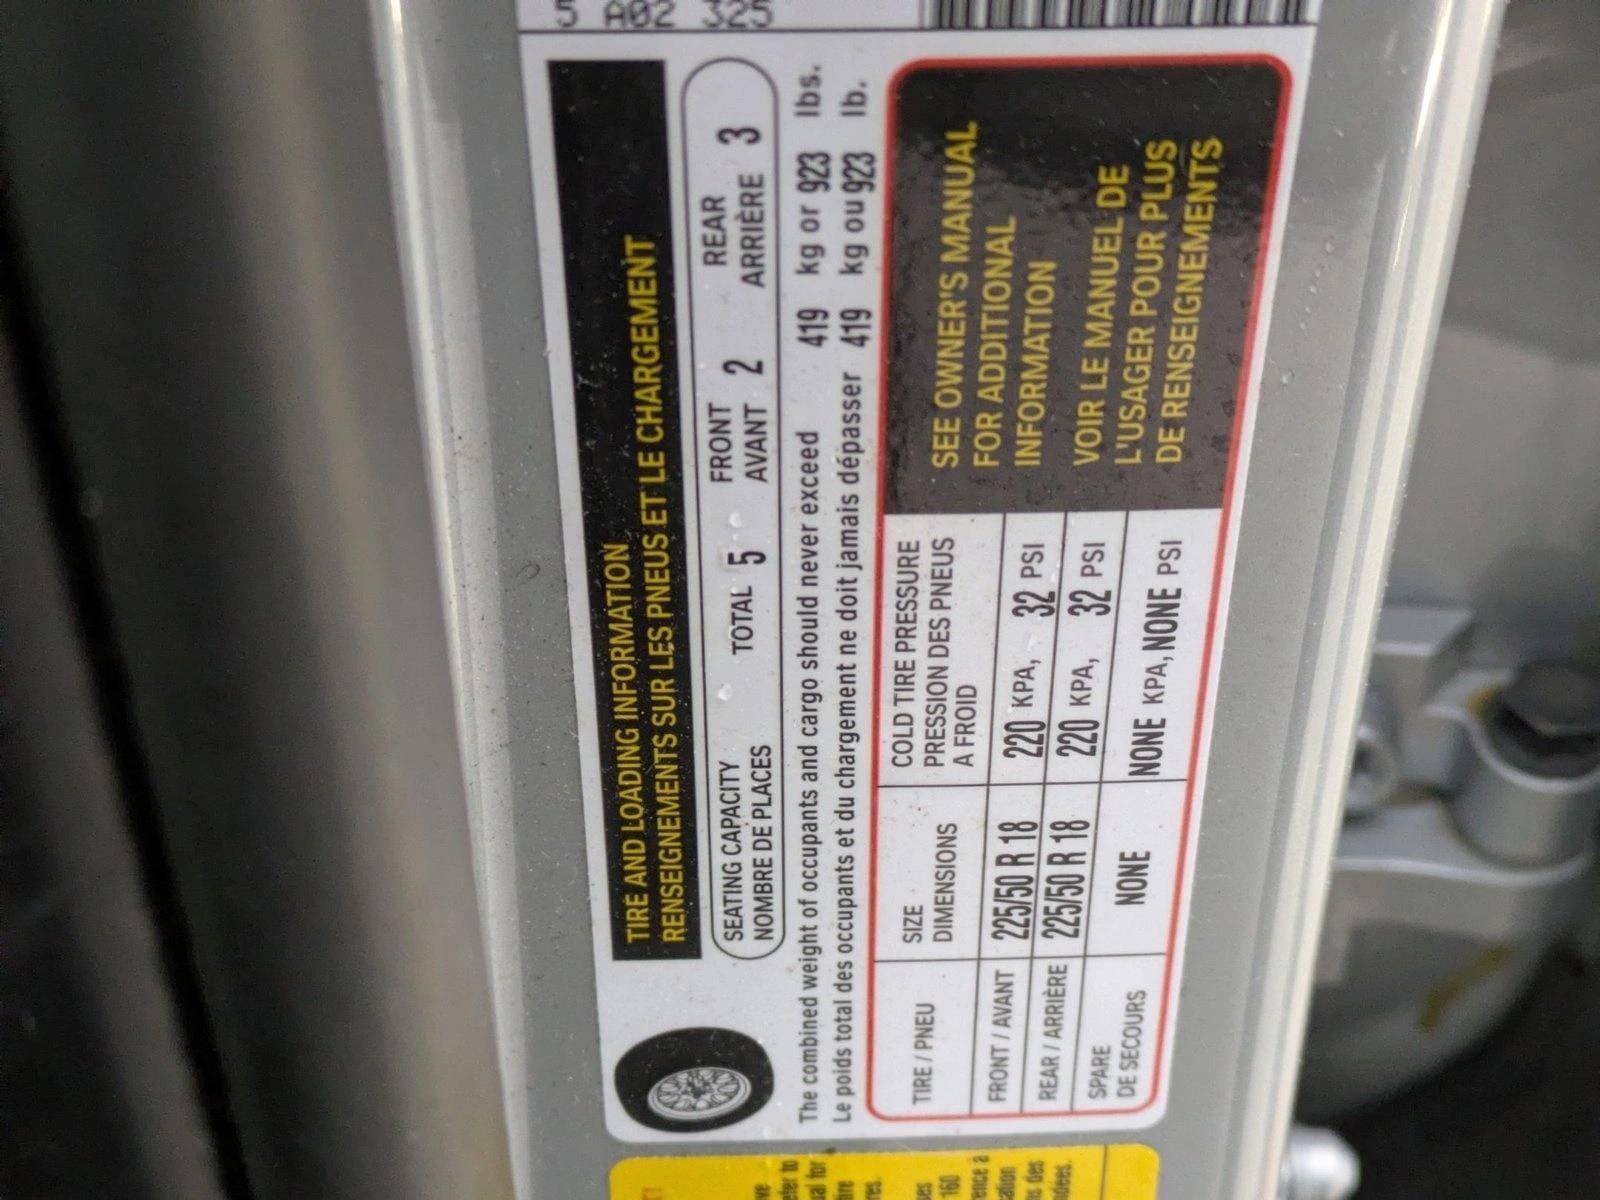 5 A02 325
TIRE AND LOADING INFORMATION
RENSEIGNEMENTS SUR LES PNEUS ET LE CHARGEMENT
SEATING CAPACITY
NOMBRE DE PLACES
TOTAL 5
FRONT
AVANT 2
REAR
ARRIÈRE 3
The combined weight of occupants and cargo should never exceed 419 kg or 923 lbs.
Le poids total des occupants et du chargement ne doit jamais dépasser 419 kg ou 923 lb.
TIRE / PNEU
SIZE
DIMENSIONS
COLD TIRE PRESSURE
PRESSION DES PNEUS
A FROID
FRONT / AVANT 225/50 R 18 220 KPA, 32 PSI
REAR / ARRIÈRE 225/50 R 18 220 KPA, 32 PSI
SPARE
DE SECOURS
NONE NONE KPA, NONE PSI
SEE OWNER'S MANUAL
FOR ADDITIONAL
INFORMATION
VOIR LE MANUEL DE
L'USAGER POUR PLUS
DE RENSEIGNEMENTS
160